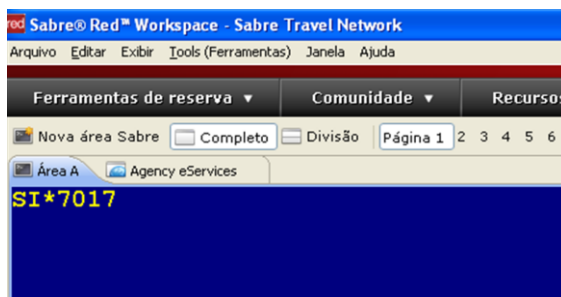 red Sabre® Red™ Workspace - Sabre Travel Network
Arquivo Editar Exibir Tools (Ferramentas) Janela Ajuda
Ferramentas de reserva ▼ Comunidade ▼ Recursos
Nova área Sabre Completo Divisão Página 1 2 3 4 5 6
Área A Agency eServices
SI*7017